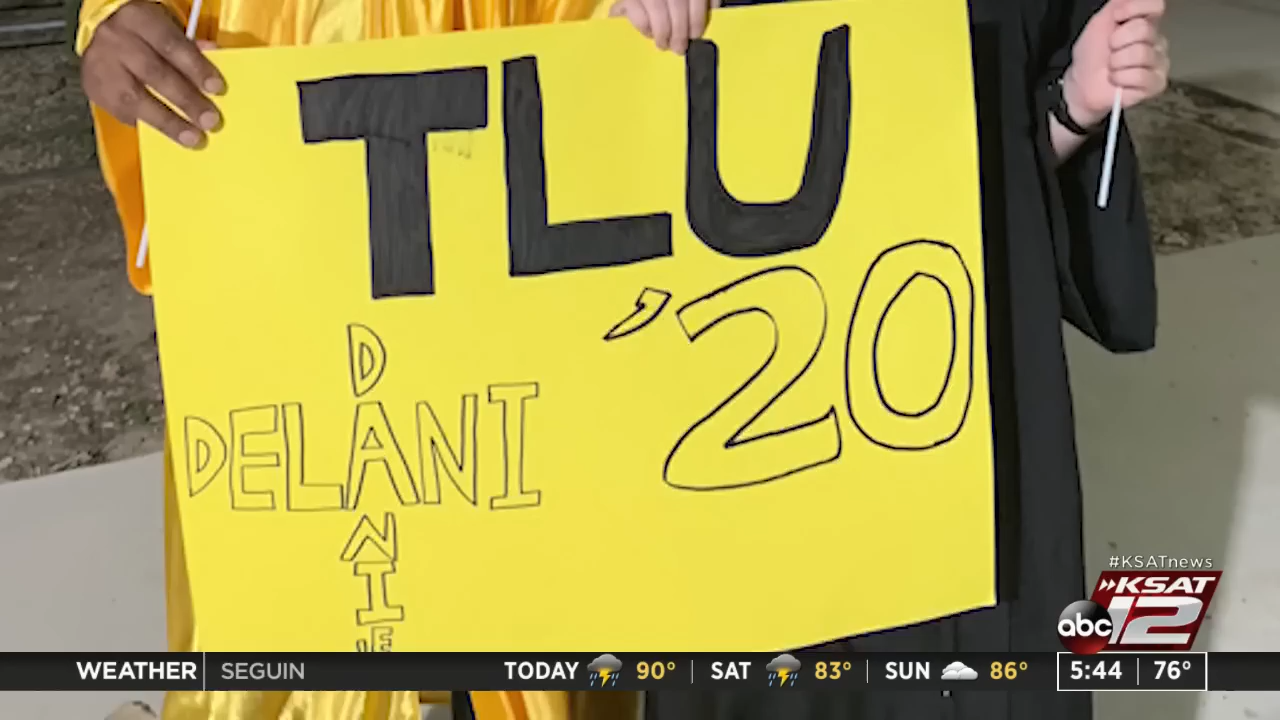 TLU
'20
D
DELANI
N
I
E
#KSATnews
KSAT
abc 12
WEATHER SEGUIN TODAY 90° SAT 83° SUN 86° 5:44 76°